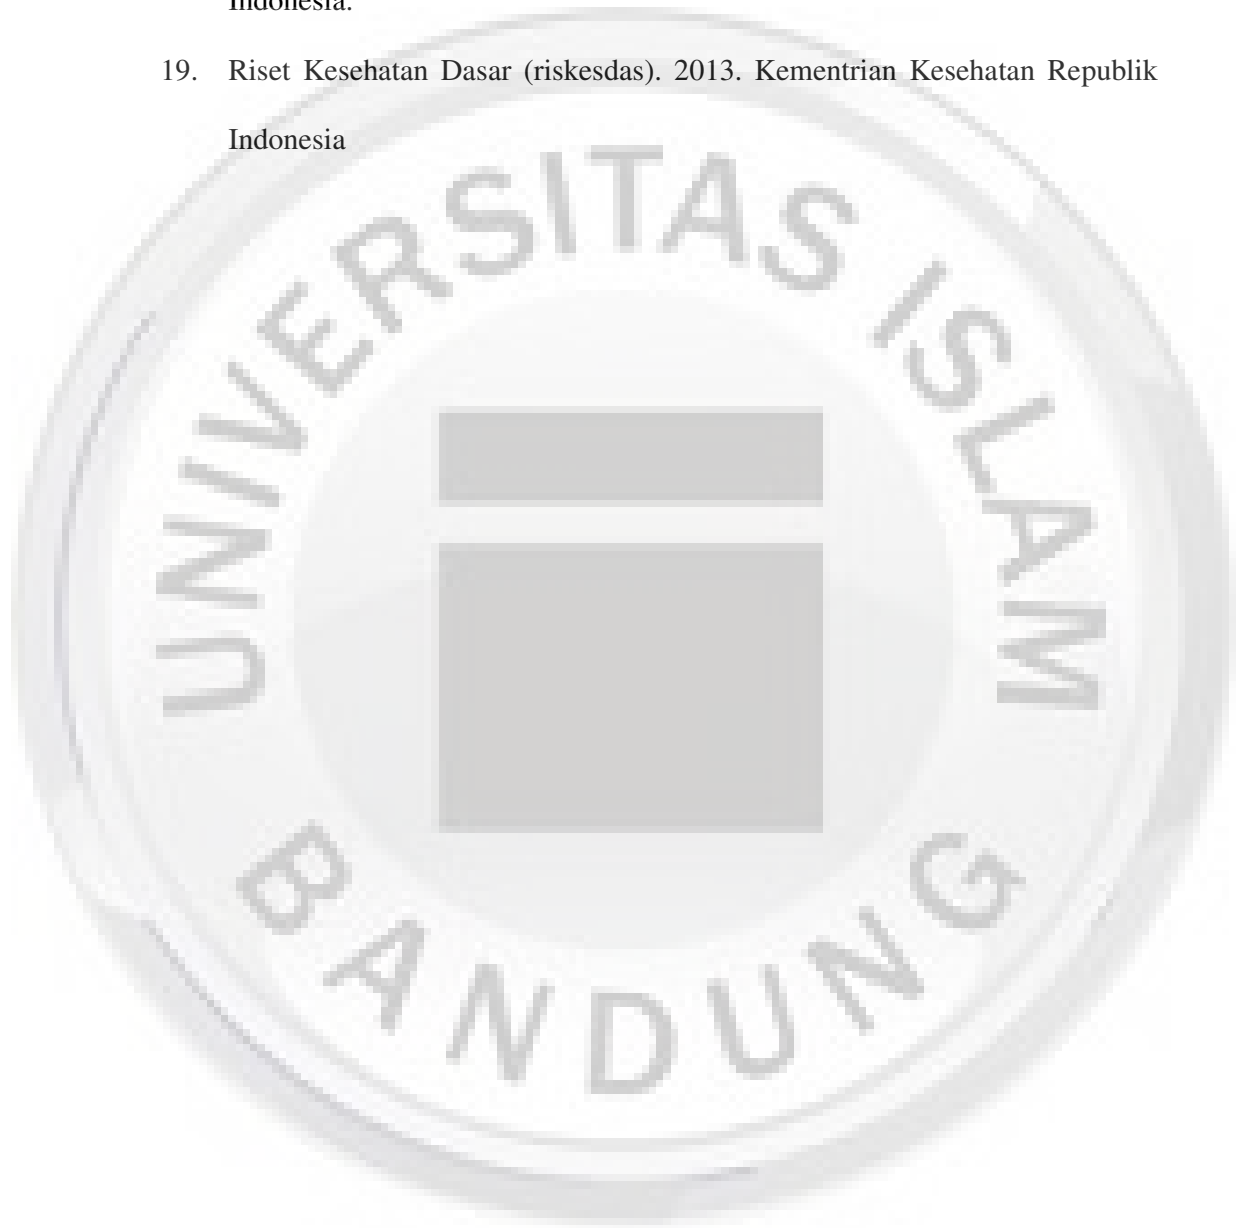 Indonesia.
19. Riset Kesehatan Dasar (riskesdas). 2013. Kementrian Kesehatan Republik
Indonesia
UNIVERSITAS ISLAM
BANDUNG